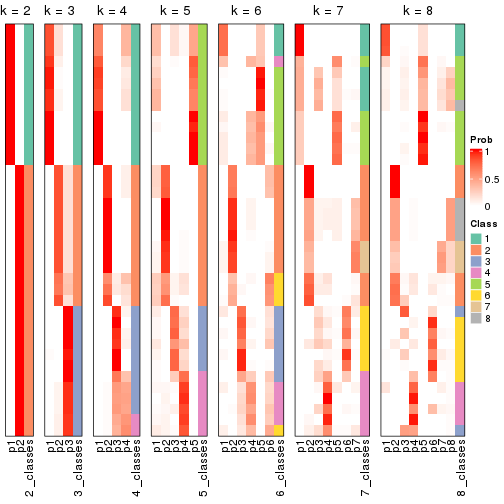 k = 2 k = 3 k = 4 k = 5 k = 6 k = 7 k = 8
Prob
1
0.5
0
Class
1
2
3
4
5
6
7
8
p1 p2 2_classes
p1 p2 p3 3_classes
p1 p2 p3 p4 4_classes
p1 p2 p3 p4 p5 5_classes
p1 p2 p3 p4 p5 p6 6_classes
p1 p2 p3 p4 p5 p6 p7 7_classes
p1 p2 p3 p4 p5 p6 p7 p8 8_classes